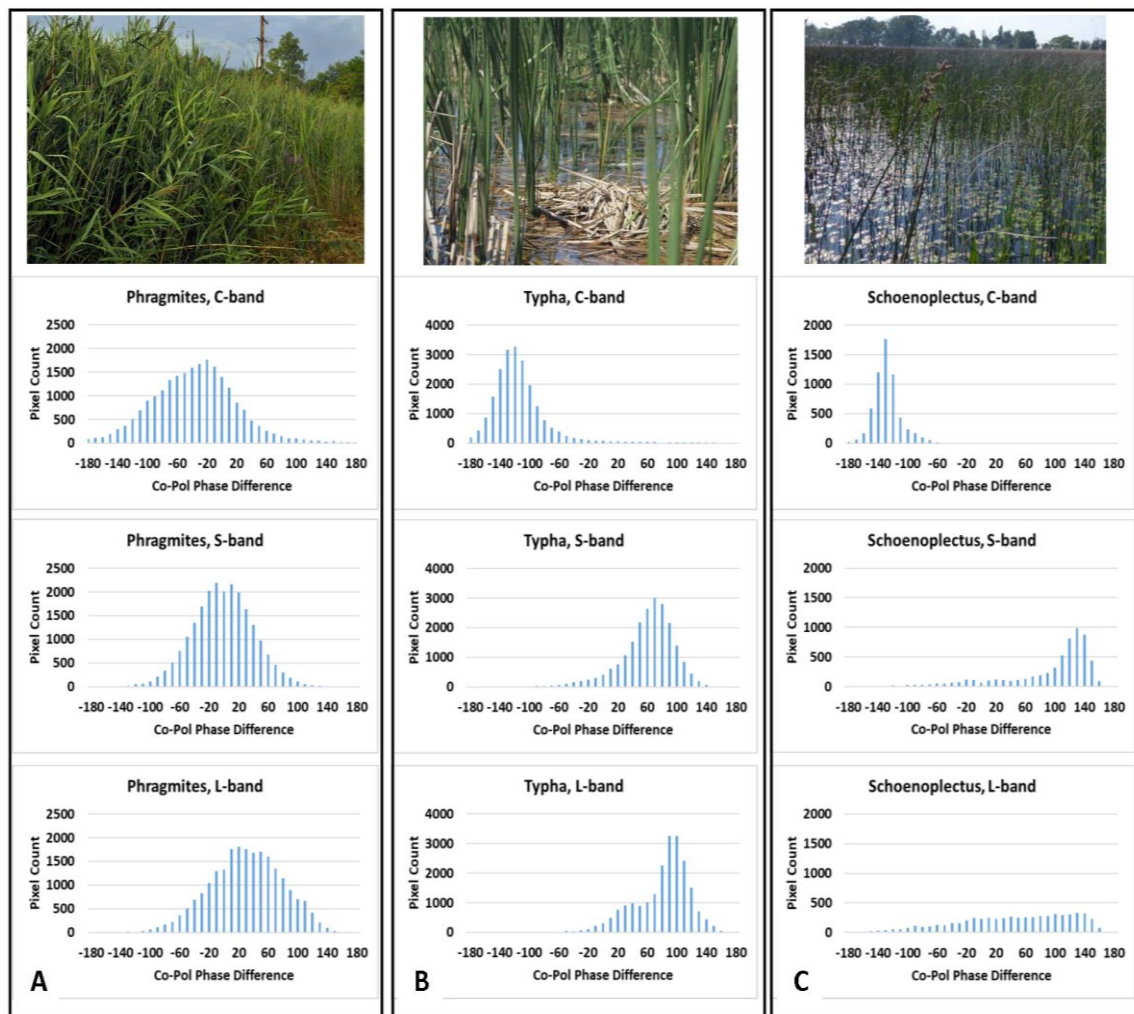 Phragmites, C-band
Pixel Count
2500
2000
1500
1000
500
0
-180 -140 -100 -60 -20 20 60 100 140 180
Co-Pol Phase Difference
Phragmites, S-band
Pixel Count
2500
2000
1500
1000
500
0
-180 -140 -100 -60 -20 20 60 100 140 180
Co-Pol Phase Difference
Phragmites, L-band
Pixel Count
2500
2000
1500
1000
500
0
-180 -140 -100 -60 -20 20 60 100 140 180
Co-Pol Phase Difference
A
Typha, C-band
Pixel Count
4000
3000
2000
1000
0
-180 -140 -100 -60 -20 20 60 100 140 180
Co-Pol Phase Difference
Typha, S-band
Pixel Count
4000
3000
2000
1000
0
-180 -140 -100 -60 -20 20 60 100 140 180
Co-Pol Phase Difference
Typha, L-band
Pixel Count
4000
3000
2000
1000
0
-180 -140 -100 -60 -20 20 60 100 140 180
Co-Pol Phase Difference
B
Schoenoplectus, C-band
Pixel Count
2000
1500
1000
500
0
-180 -140 -100 -60 -20 20 60 100 140 180
Co-Pol Phase Difference
Schoenoplectus, S-band
Pixel Count
2000
1500
1000
500
0
-180 -140 -100 -60 -20 20 60 100 140 180
Co-Pol Phase Difference
Schoenoplectus, L-band
Pixel Count
2000
1500
1000
500
0
-180 -140 -100 -60 -20 20 60 100 140 180
Co-Pol Phase Difference
C